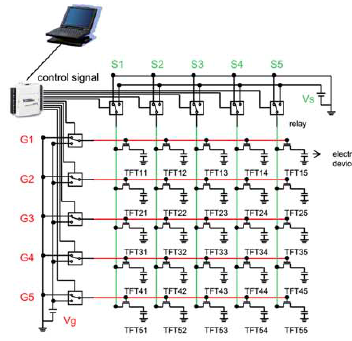 S1 S2 S3 S4 S5
control signal
Vs
relay
G1
electr
device
TFT11 TFT12 TFT13 TFT14 TFT15
G2
TFT21 TFT22 TFT23 TFT24 TFT25
G3
TFT31 TFT32 TFT33 TFT34 TFT35
G4
TFT41 TFT42 TFT43 TFT44 TFT45
G5
Vg
TFT51 TFT52 TFT53 TFT54 TFT55